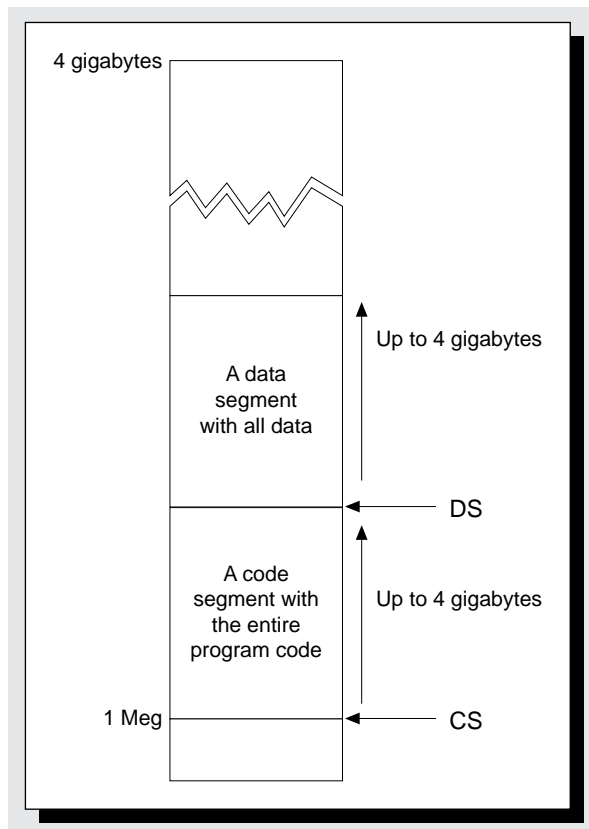 4 gigabytes
Up to 4 gigabytes
A data
segment
with all data
DS
A code
segment with
the entire
program code
Up to 4 gigabytes
1 Meg
CS